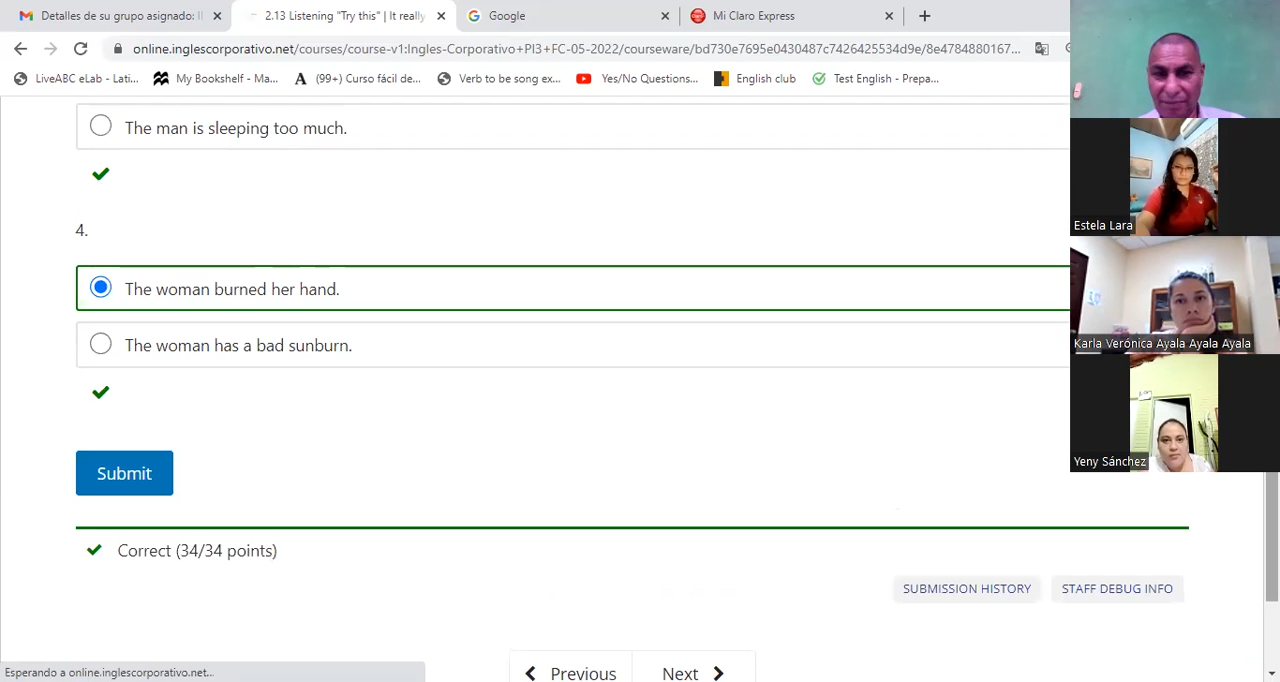 Detalles de su grupo asignado: I
2.13 Listening "Try this" | It really
Google
Mi Claro Express
online.inglescorporativo.net/courses/course-v1:Ingles-Corporativo+PI3+FC-05-2022/courseware/bd730e7695e0430487c7426425534d9e/8e4784880167...
LiveABC eLab - Lati...
My Bookshelf - Ma...
(99+) Curso fácil de...
Verb to be song ex...
Yes/No Questions...
English club
Test English - Prepa...
The man is sleeping too much.
4.
The woman burned her hand.
The woman has a bad sunburn.
Submit
Correct (34/34 points)
SUBMISSION HISTORY
STAFF DEBUG INFO
Previous
Next
Esperando a online.inglescorporativo.net...
Estela Lara
Karla Verónica Ayala Ayala Ayala
Yeny Sánchez